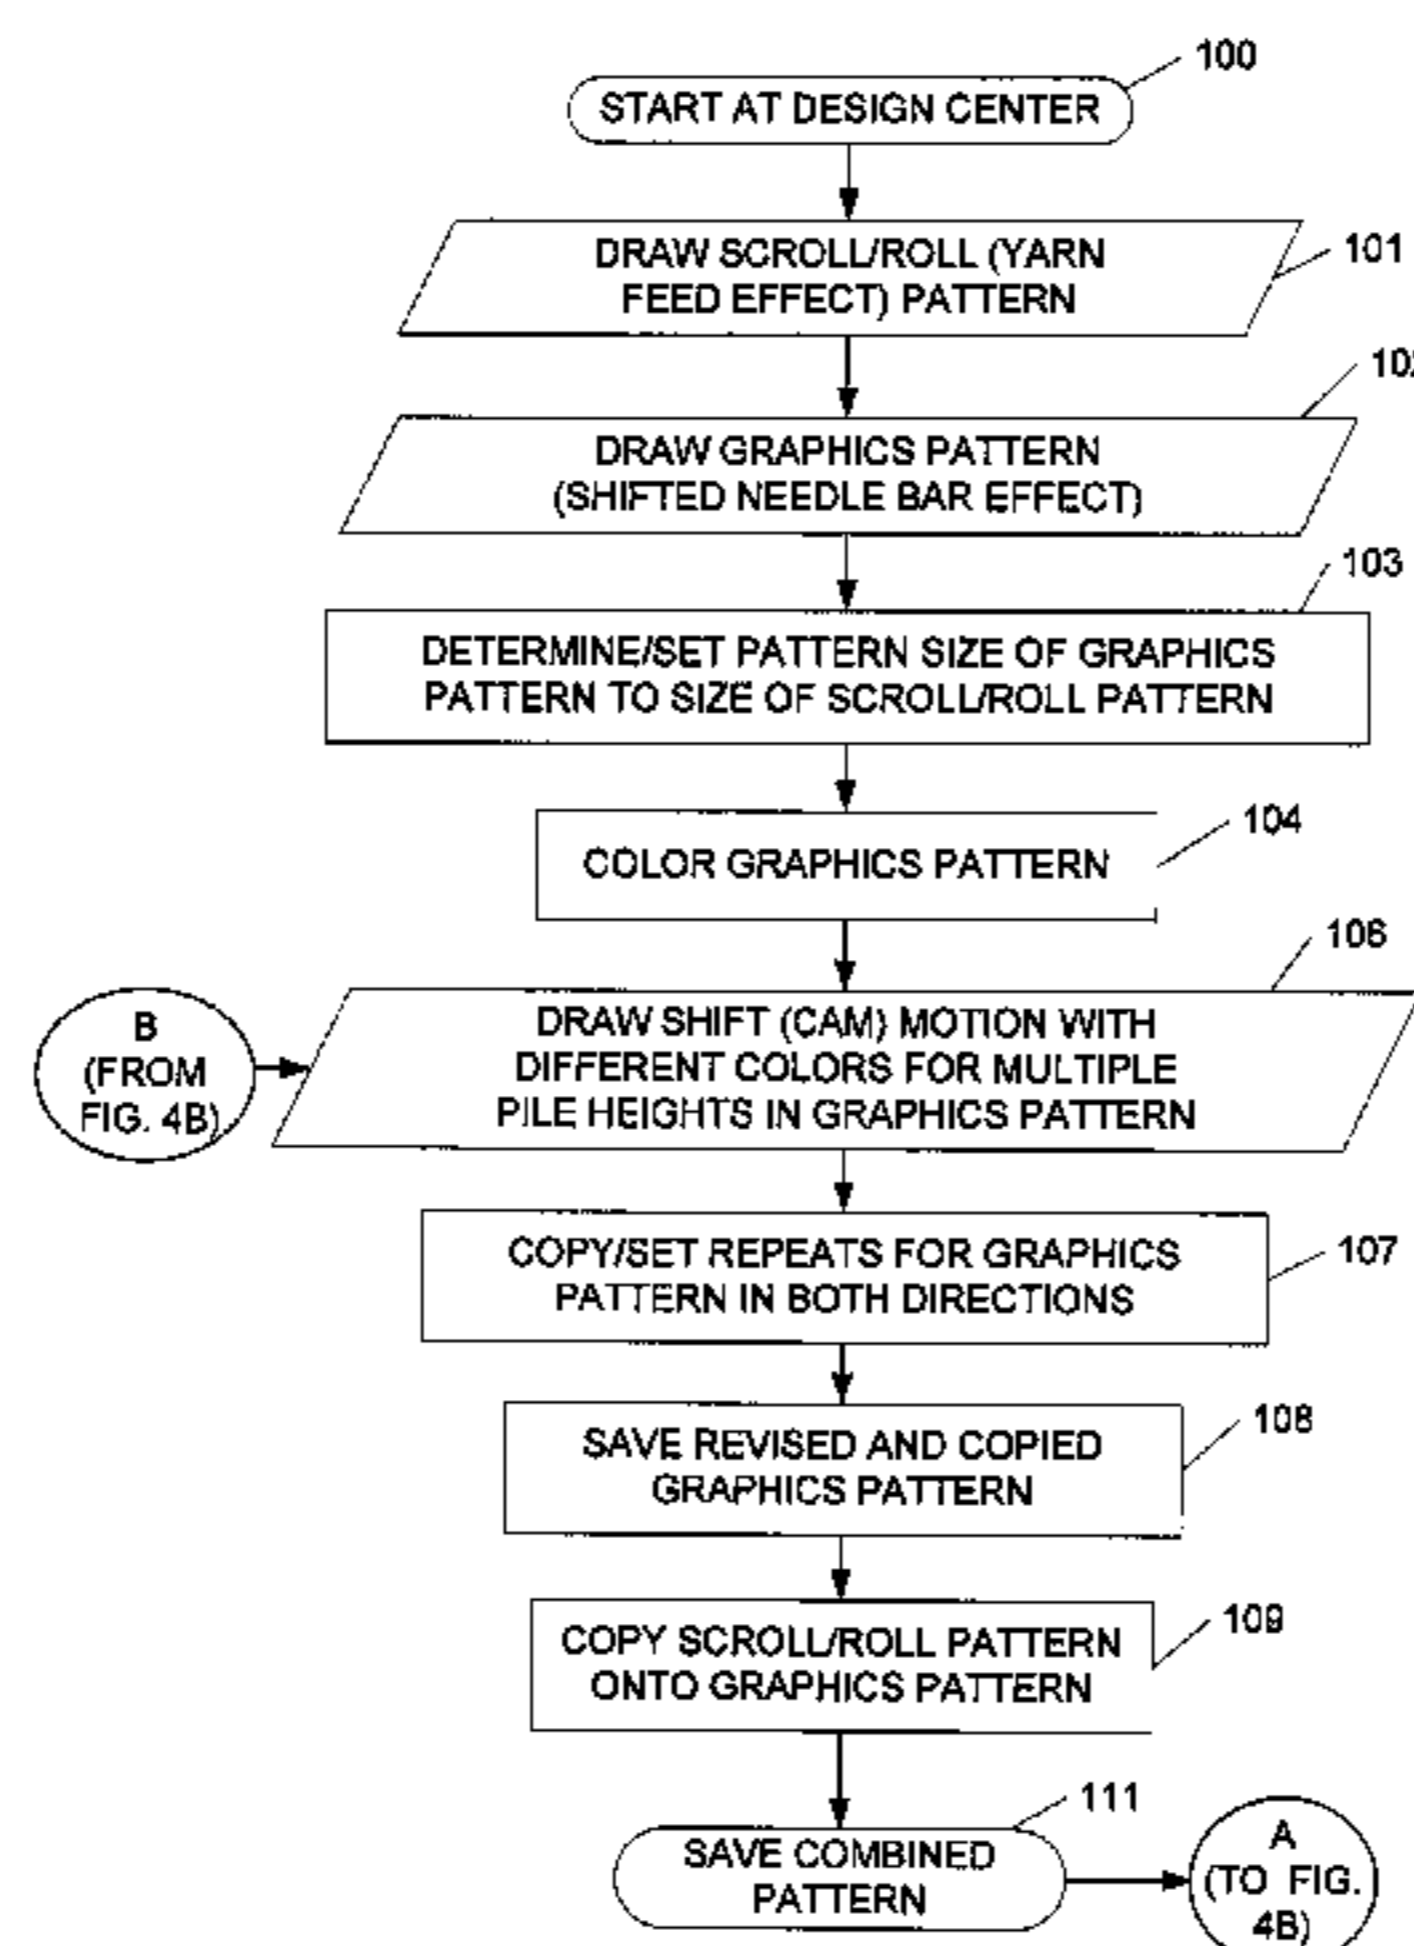 100
START AT DESIGN CENTER
DRAW SCROLL/ROLL (YARN
FEED EFFECT) PATTERN
101
DRAW GRAPHICS PATTERN
(SHIFTED NEEDLE BAR EFFECT)
103
DETERMINE/SET PATTERN SIZE OF GRAPHICS
PATTERN TO SIZE OF SCROLL/ROLL PATTERN
104
COLOR GRAPHICS PATTERN
106
B
(FROM
FIG. 4B)
DRAW SHIFT (CAM) MOTION WITH
DIFFERENT COLORS FOR MULTIPLE
PILE HEIGHTS IN GRAPHICS PATTERN
COPY/SET REPEATS FOR GRAPHICS
PATTERN IN BOTH DIRECTIONS
107
108
SAVE REVISED AND COPIED
GRAPHICS PATTERN
109
COPY SCROLL/ROLL PATTERN
ONTO GRAPHICS PATTERN
111
SAVE COMBINED
PATTERN
A
(TO FIG.
4B)